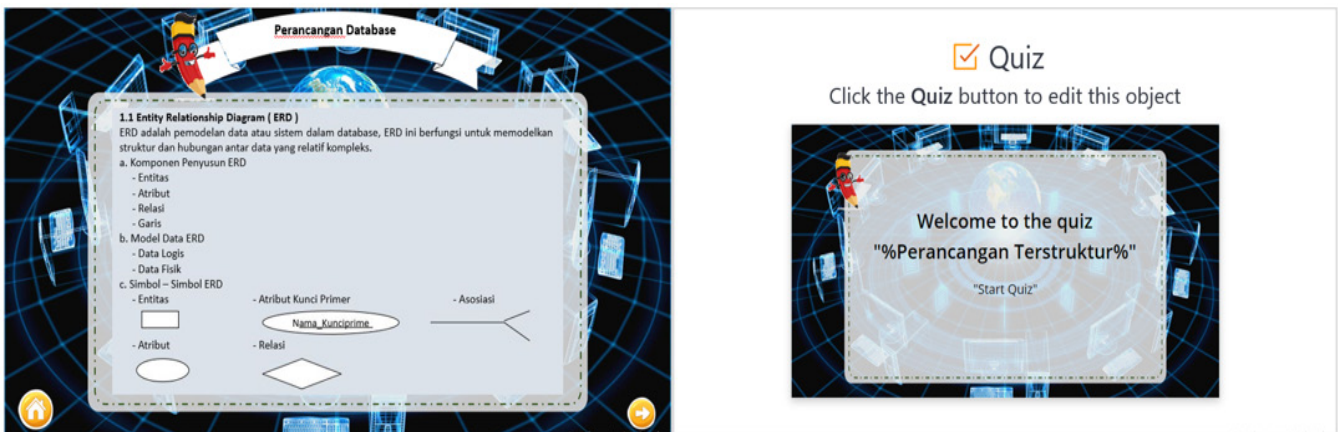 Perancangan Database
1.1 Entity Relationship Diagram ( ERD )
ERD adalah pemodelan data atau sistem dalam database, ERD ini berfungsi untuk memodelkan
struktur dan hubungan antar data yang relatif kompleks.
a. Komponen Penyusun ERD
- Entitas
- Atribut
- Relasi
- Garis
b. Model Data ERD
- Data Logis
- Data Fisik
c. Simbol – Simbol ERD
- Entitas - Atribut Kunci Primer - Asosiasi
Nama_Kunciprime
- Atribut - Relasi
Quiz
Click the Quiz button to edit this object
Welcome to the quiz
"%Perancangan Terstruktur%"
"Start Quiz"